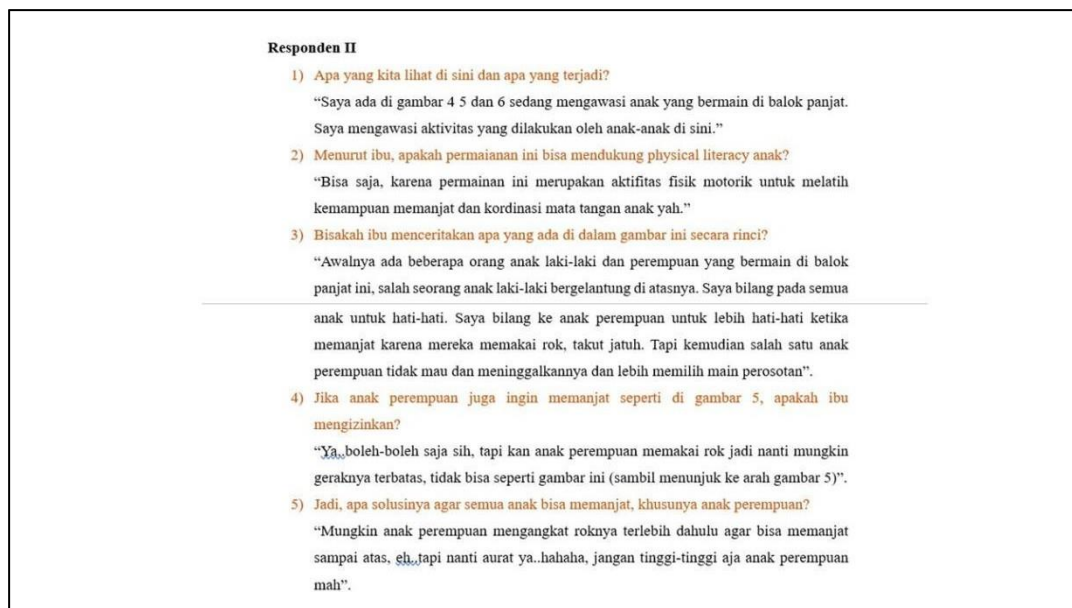 Responden II
1) Apa yang kita lihat di sini dan apa yang terjadi?
“Saya ada di gambar 4 5 dan 6 sedang mengawasi anak yang bermain di balok panjat.
Saya mengawasi aktivitas yang dilakukan oleh anak-anak di sini.”
2) Menurut ibu, apakah permaianan ini bisa mendukung physical literacy anak?
“Bisa saja, karena permainan ini merupakan aktifitas fisik motorik untuk melatih
kemampuan memanjat dan kordinasi mata tangan anak yah.”
3) Bisakah ibu menceritakan apa yang ada di dalam gambar ini secara rinci?
“Awalnya ada beberapa orang anak laki-laki dan perempuan yang bermain di balok
panjat ini, salah seorang anak laki-laki bergelantung di atasnya. Saya bilang pada semua
anak untuk hati-hati. Saya bilang ke anak perempuan untuk lebih hati-hati ketika
memanjat karena mereka memakai rok, takut jatuh. Tapi kemudian salah satu anak
perempuan tidak mau dan meninggalkannya dan lebih memilih main perosotan”.
4) Jika anak perempuan juga ingin memanjat seperti di gambar 5, apakah ibu
mengizinkan?
“Ya..boleh-boleh saja sih, tapi kan anak perempuan memakai rok jadi nanti mungkin
geraknya terbatas, tidak bisa seperti gambar ini (sambil menunjuk ke arah gambar 5)”.
5) Jadi, apa solusinya agar semua anak bisa memanjat, khusunya anak perempuan?
“Mungkin anak perempuan mengangkat roknya terlebih dahulu agar bisa memanjat
sampai atas, eh..tapi nanti aurat ya..hahaha, jangan tinggi-tinggi aja anak perempuan
mah”.